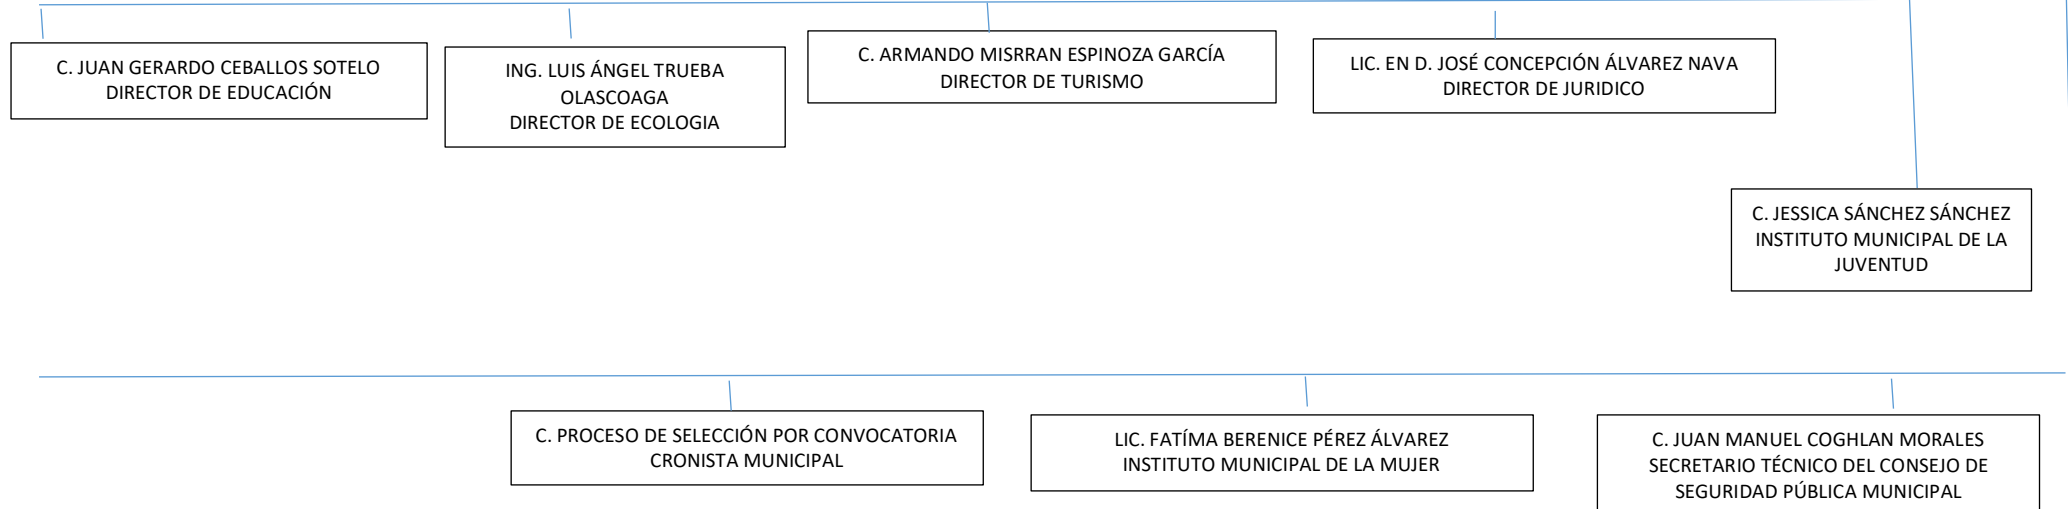 C. JUAN GERARDO CEBALLOS SOTELO
DIRECTOR DE EDUCACIÓN
ING. LUIS ÁNGEL TRUEBA
OLASCOAGA
DIRECTOR DE ECOLOGIA
C. ARMANDO MISRRAN ESPINOZA GARCÍA
DIRECTOR DE TURISMO
LIC. EN D. JOSÉ CONCEPCIÓN ÁLVAREZ NAVA
DIRECTOR DE JURIDICO
C. JESSICA SÁNCHEZ SÁNCHEZ
INSTITUTO MUNICIPAL DE LA
JUVENTUD
C. PROCESO DE SELECCIÓN POR CONVOCATORIA
CRONISTA MUNICIPAL
LIC. FATÍMA BERENICE PÉREZ ÁLVAREZ
INSTITUTO MUNICIPAL DE LA MUJER
C. JUAN MANUEL COGHLAN MORALES
SECRETARIO TÉCNICO DEL CONSEJO DE
SEGURIDAD PÚBLICA MUNICIPAL